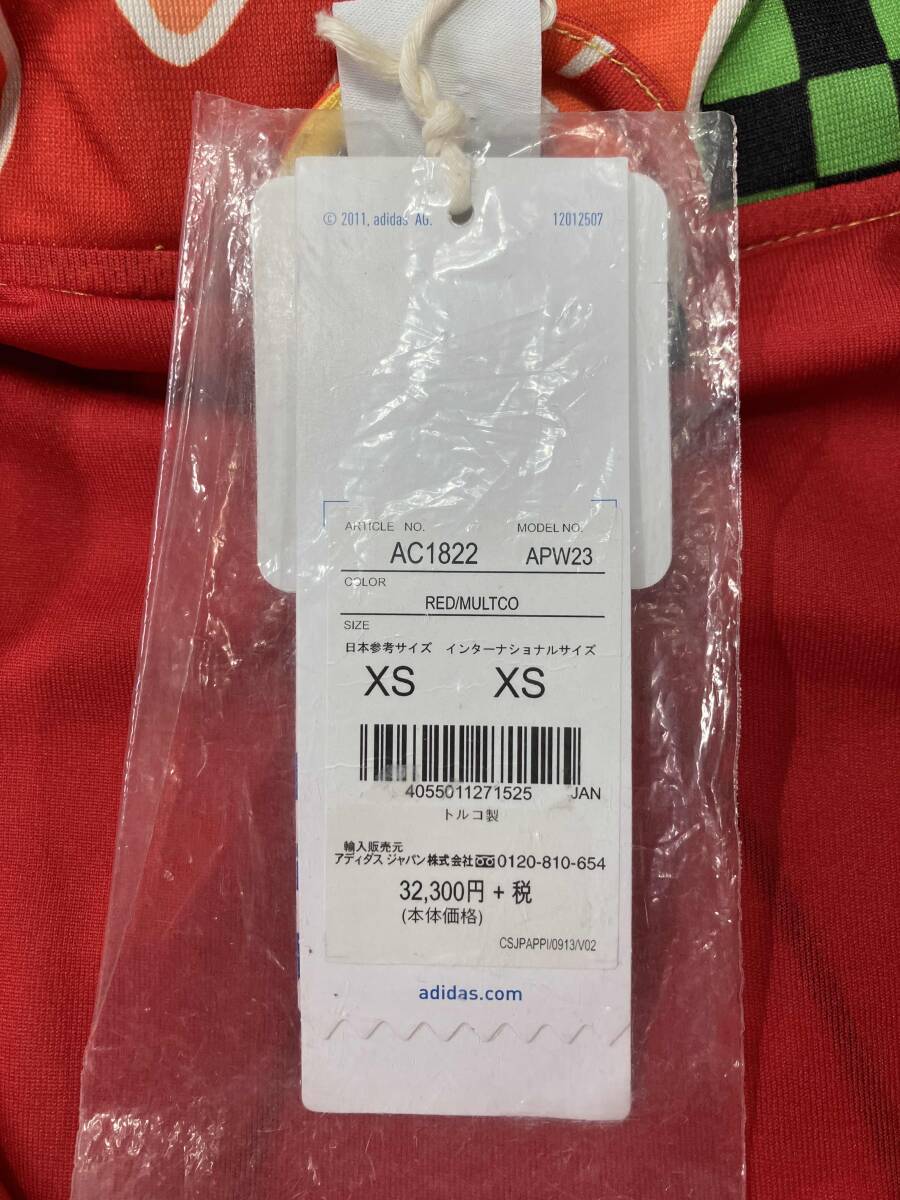 © 2011, adidas AG. 12012507
ARTICLE NO. MODEL NO.
AC1822 APW23
COLOR
RED/MULTCO
SIZE
日本参考サイズ インターナショナルサイズ
XS XS
4055011271525 JAN
トルコ製
輸入販売元
アディダス ジャパン株式会社 0120-810-654
32,300円 + 税
(本体価格)
CSJPAPPI/0913/V02
adidas.com